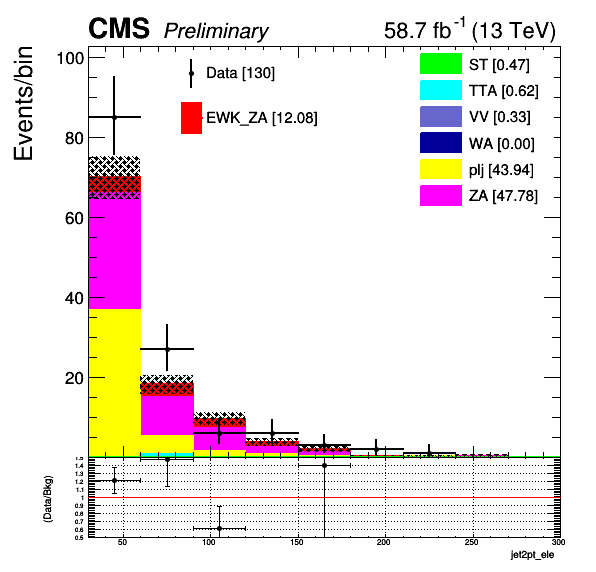 CMS Preliminary 58.7 fb⁻¹ (13 TeV)
Events/bin
100
80
60
40
20
Data [130]
EWK_ZA [12.08]
ST [0.47]
TTA [0.62]
VV [0.33]
WA [0.00]
plj [43.94]
ZA [47.78]
(Data/Bkg)
1.5
1.4
1.3
1.2
1.1
1
0.9
0.8
0.7
0.6
0.5
50 100 150 200 250 300
jet2pt_ele